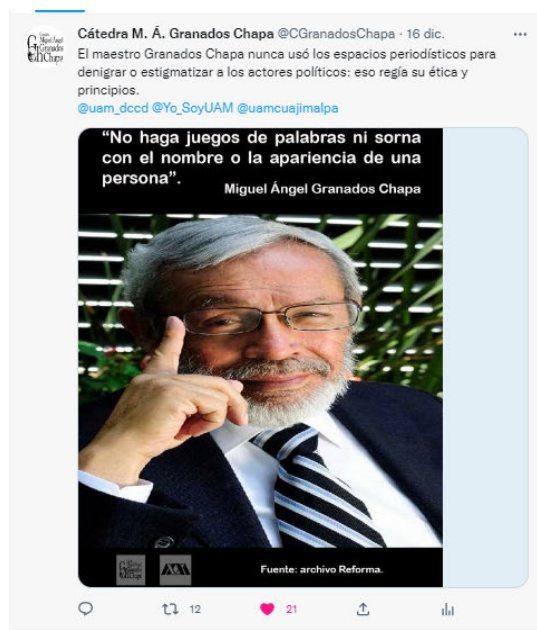 Cátedra M. Á. Granados Chapa @CGranadosChapa · 16 dic.
El maestro Granados Chapa nunca usó los espacios periodísticos para
denigrar o estigmatizar a los actores políticos: eso regía su ética y
principios.
@uam_dccd @Yo_SoyUAM @uamcuajimalpa
“No haga juegos de palabras ni sorna
con el nombre o la apariencia de una
persona”.
Miguel Ángel Granados Chapa
Fuente: archivo Reforma.
12 21